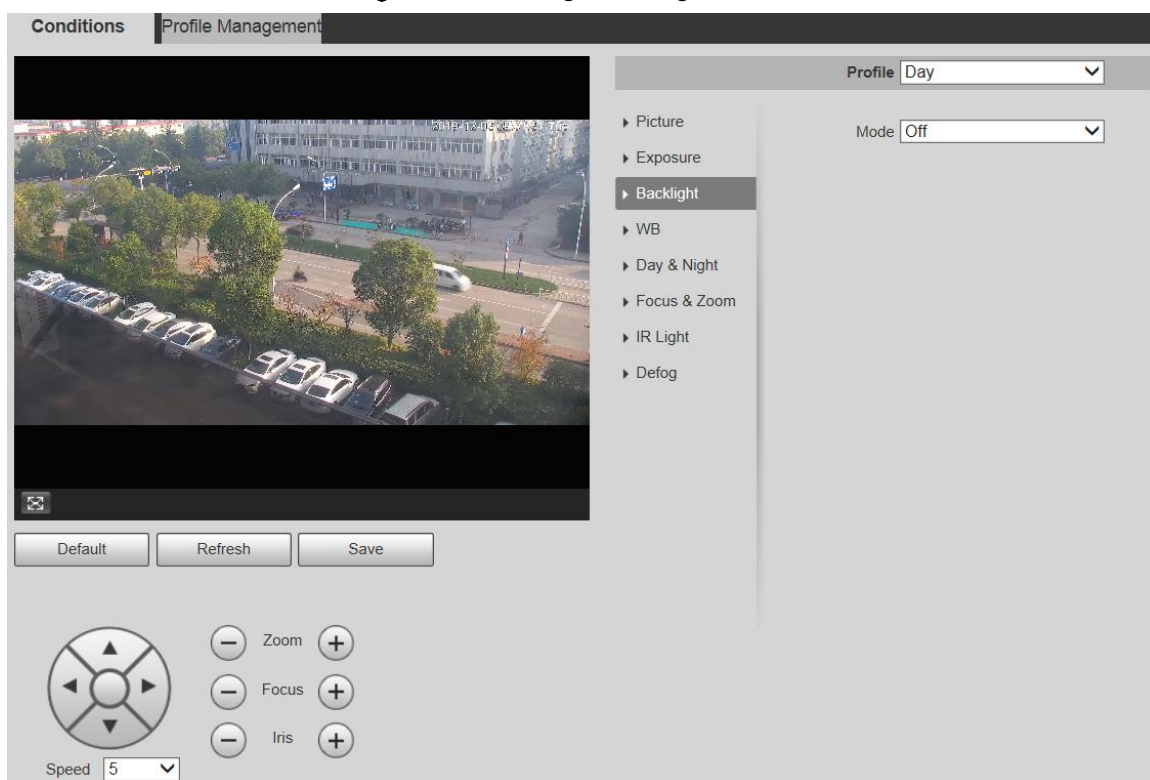 Conditions
Profile Management
Profile Day
Picture
Exposure
Backlight
WB
Day & Night
Focus & Zoom
IR Light
Defog
Mode Off
Default
Refresh
Save
Zoom
Focus
Iris
Speed 5